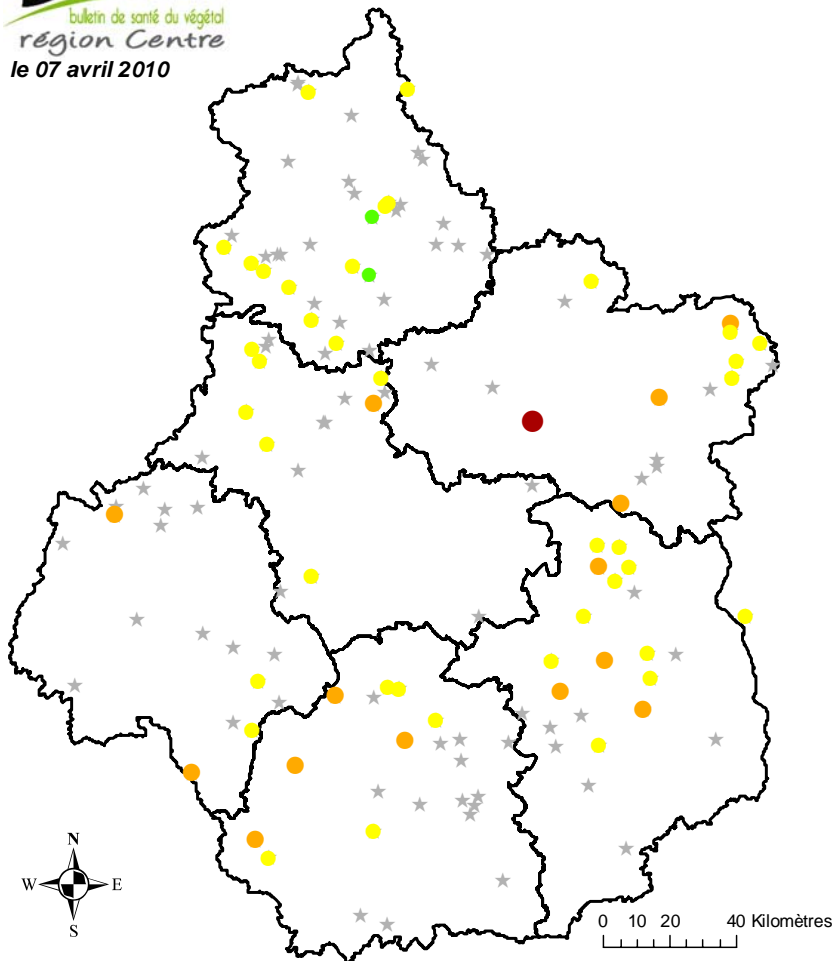 bulletin de santé du végétal
région Centre
le 07 avril 2010
N
W E
S
0 10 20 40 Kilomètres